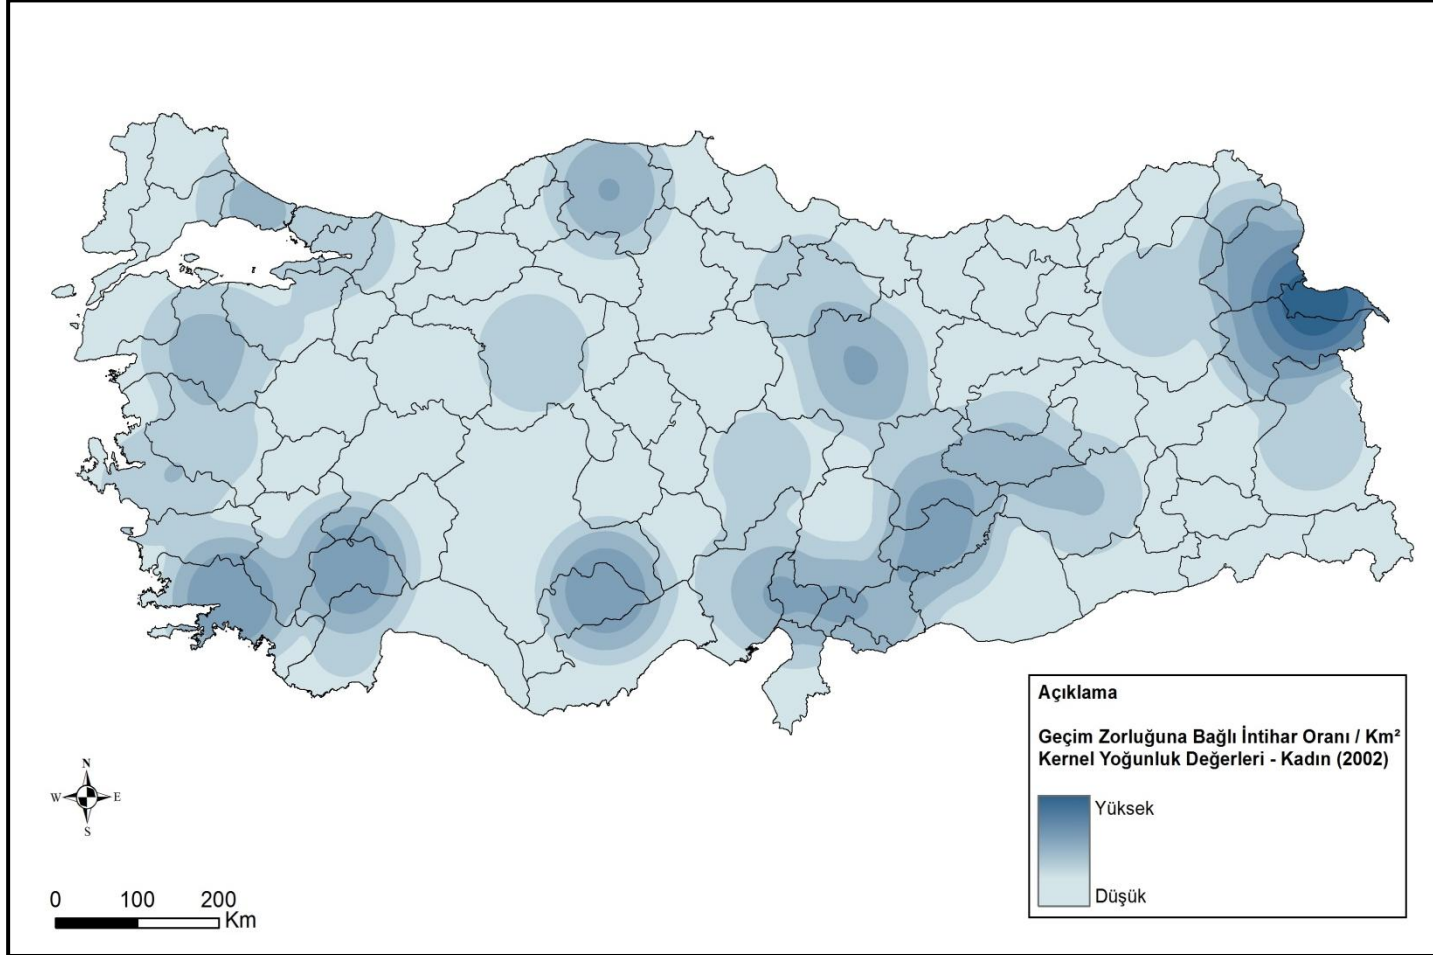 Açıklama
Geçim Zorluğuna Bağlı İntihar Oranı / Km²
Kernel Yoğunluk Değerleri - Kadın (2002)
Yüksek
Düşük
N
W E
S
0 100 200
Km